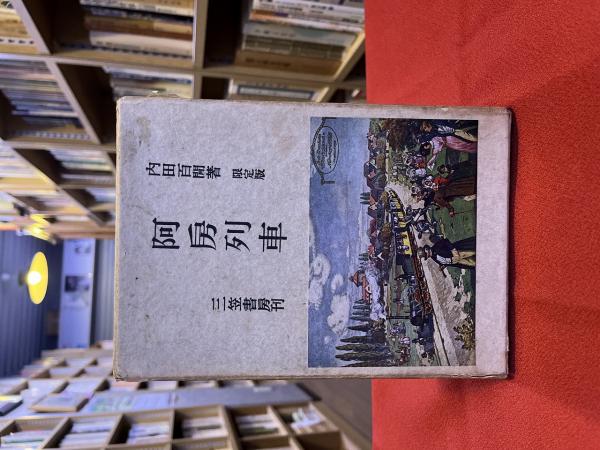 内田百閒著 限定版
阿房列車
三笠書房刊